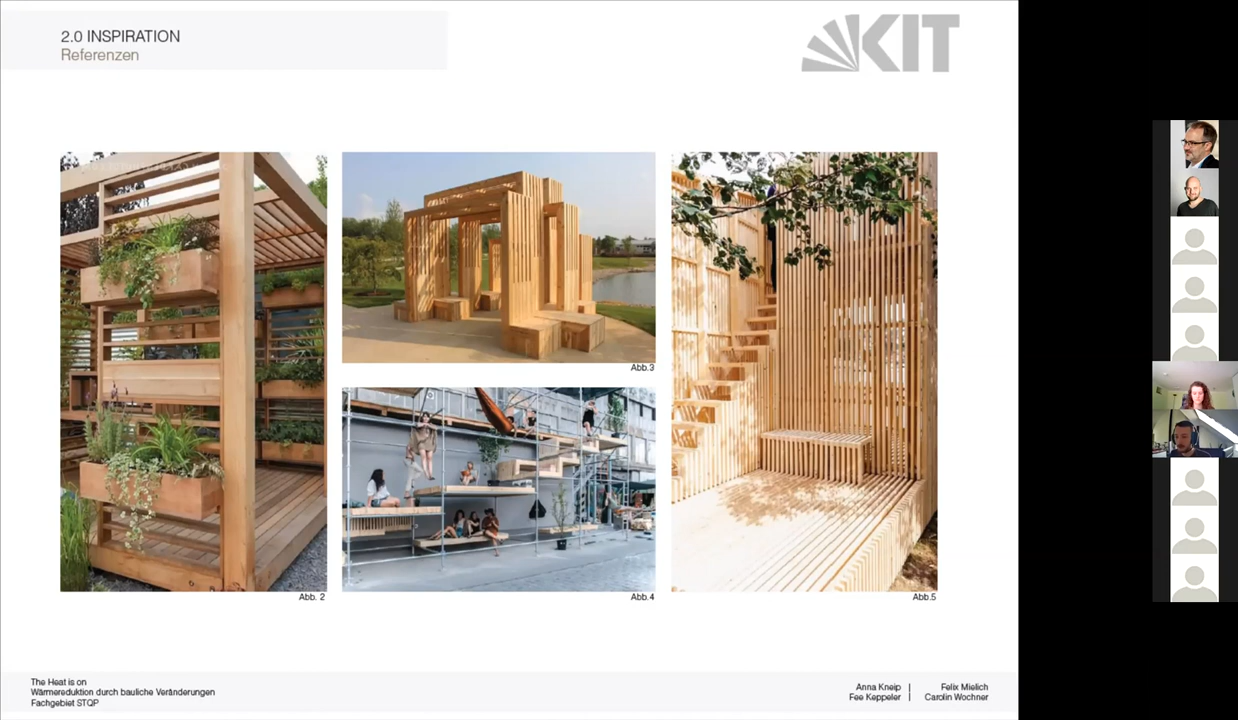 2.0 INSPIRATION
Referenzen
KIT
Abb. 2
Abb.3
Abb.4
Abb.5
The Heat is on
Wärmereduktion durch bauliche Veränderungen
Fachgebiet STQP
Anna Kneip | Felix Mielich
Fee Keppeler | Carolin Wochner